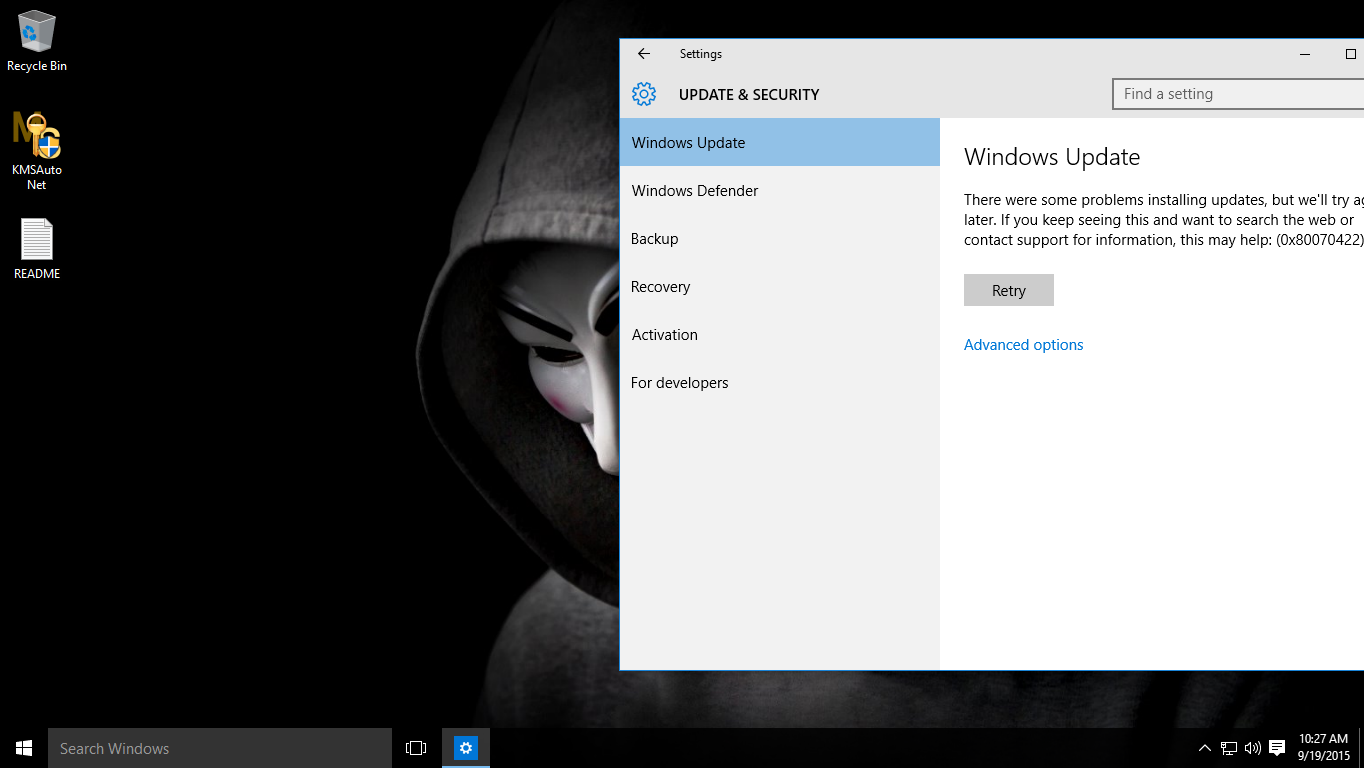 Recycle Bin
KMSAuto
Net
README
Settings
UPDATE & SECURITY
Find a setting
Windows Update
Windows Defender
Backup
Recovery
Activation
For developers
Windows Update
There were some problems installing updates, but we'll try ag
later. If you keep seeing this and want to search the web or
contact support for information, this may help: (0x80070422)
Retry
Advanced options
Search Windows
10:27 AM
9/19/2015